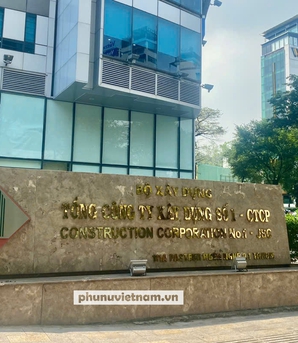 BỘ XÂY DỰNG
TỔNG CÔNG TY XÂY DỰNG SỐ 1 - CTCP
CONSTRUCTION CORPORATION No.1 - JSC
phunuvietnam.vn